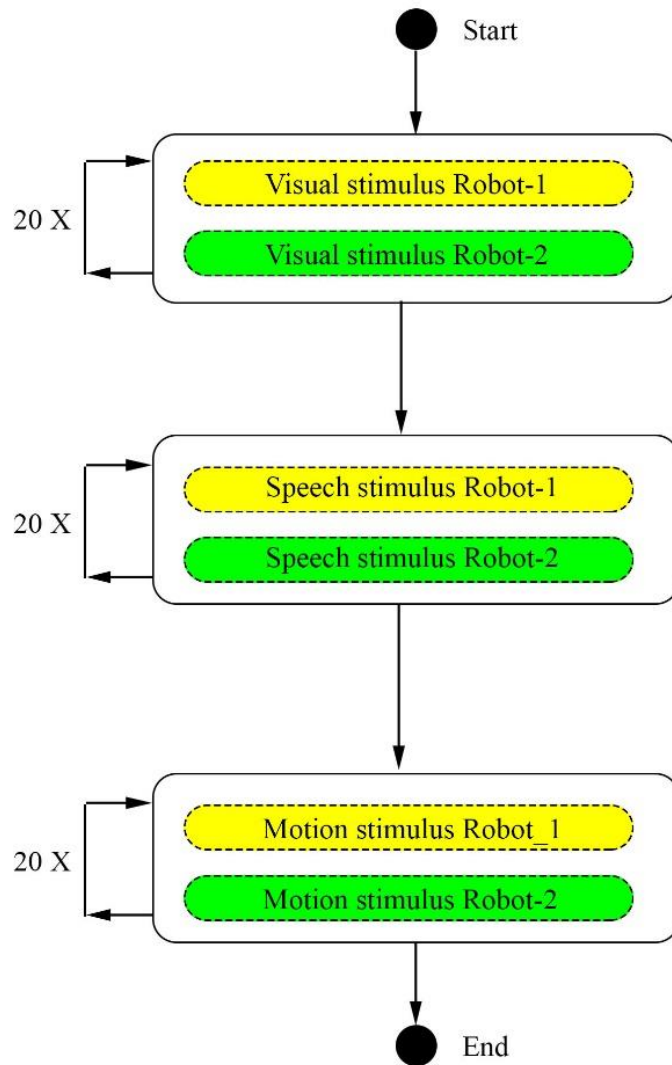 Start
Visual stimulus Robot-1
20 X
Visual stimulus Robot-2
Speech stimulus Robot-1
20 X
Speech stimulus Robot-2
Motion stimulus Robot_1
20 X
Motion stimulus Robot-2
End